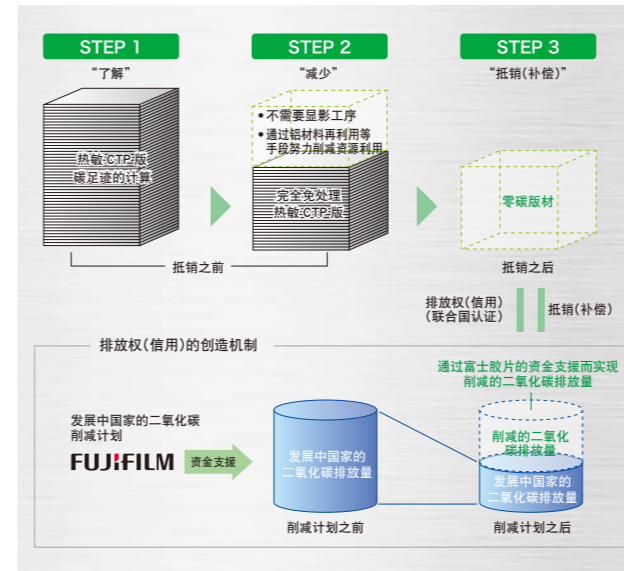 STEP 1
STEP 2
STEP 3
“了解”
“减少”
“抵销(补偿)”
热敏CTP版
碳足迹的计算
•不需要显影工序
•通过铝材料再利用等
手段努力削减资源利用
完全免处理
热敏CTP版
零碳版材
抵销之前
抵销之后
排放权(信用)
(联合国认证)
抵销(补偿)
排放权(信用)的创造机制
通过富士胶片的资金支援而实现
削减的二氧化碳排放量
发展中国家的二氧化碳
削减计划
FUJIFILM
资金支援
发展中国家的
二氧化碳排放量
削减的二氧化
碳排放量
发展中国家的
二氧化碳排放量
削减计划之前
削减计划之后